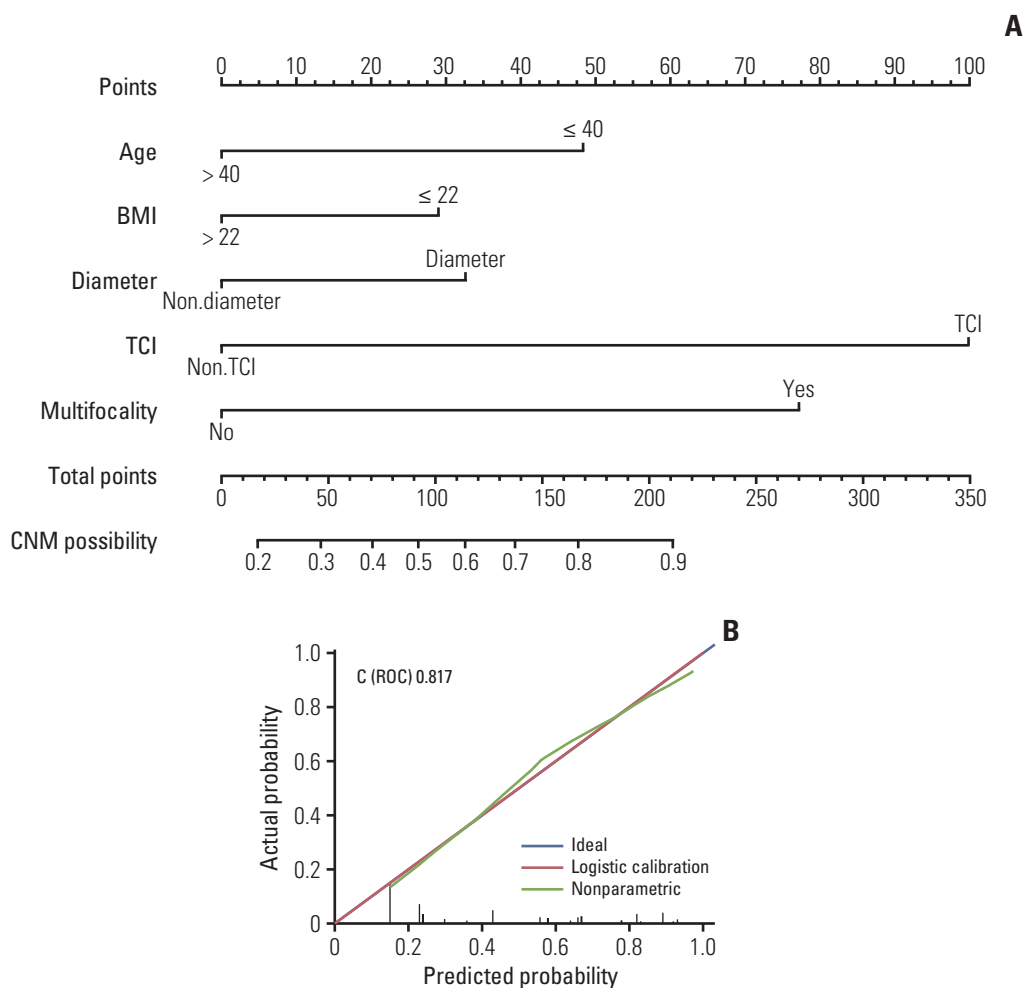 A
Points 0 10 20 30 40 50 60 70 80 90 100
≤ 40
Age
> 40
≤ 22
BMI
> 22
Diameter
Diameter
Non.diameter
TCI
TCI
Non.TCI
Yes
Multifocality
No
Total points
0 50 100 150 200 250 300 350
CNM possibility
0.2 0.3 0.4 0.5 0.6 0.7 0.8 0.9
B
C (ROC) 0.817
Actual probability
1.0
0.8
0.6
0.4
0.2
0
Ideal
Logistic calibration
Nonparametric
0 0.2 0.4 0.6 0.8 1.0
Predicted probability